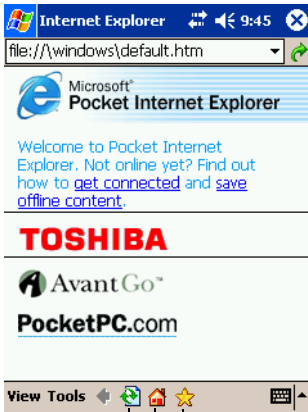 Internet Explorer 9:45
file://\windows\default.htm
Microsoft®
Pocket Internet Explorer
Welcome to Pocket Internet
Explorer. Not online yet? Find out
how to get connected and save
offline content.
TOSHIBA
AvantGo™
PocketPC.com
View Tools